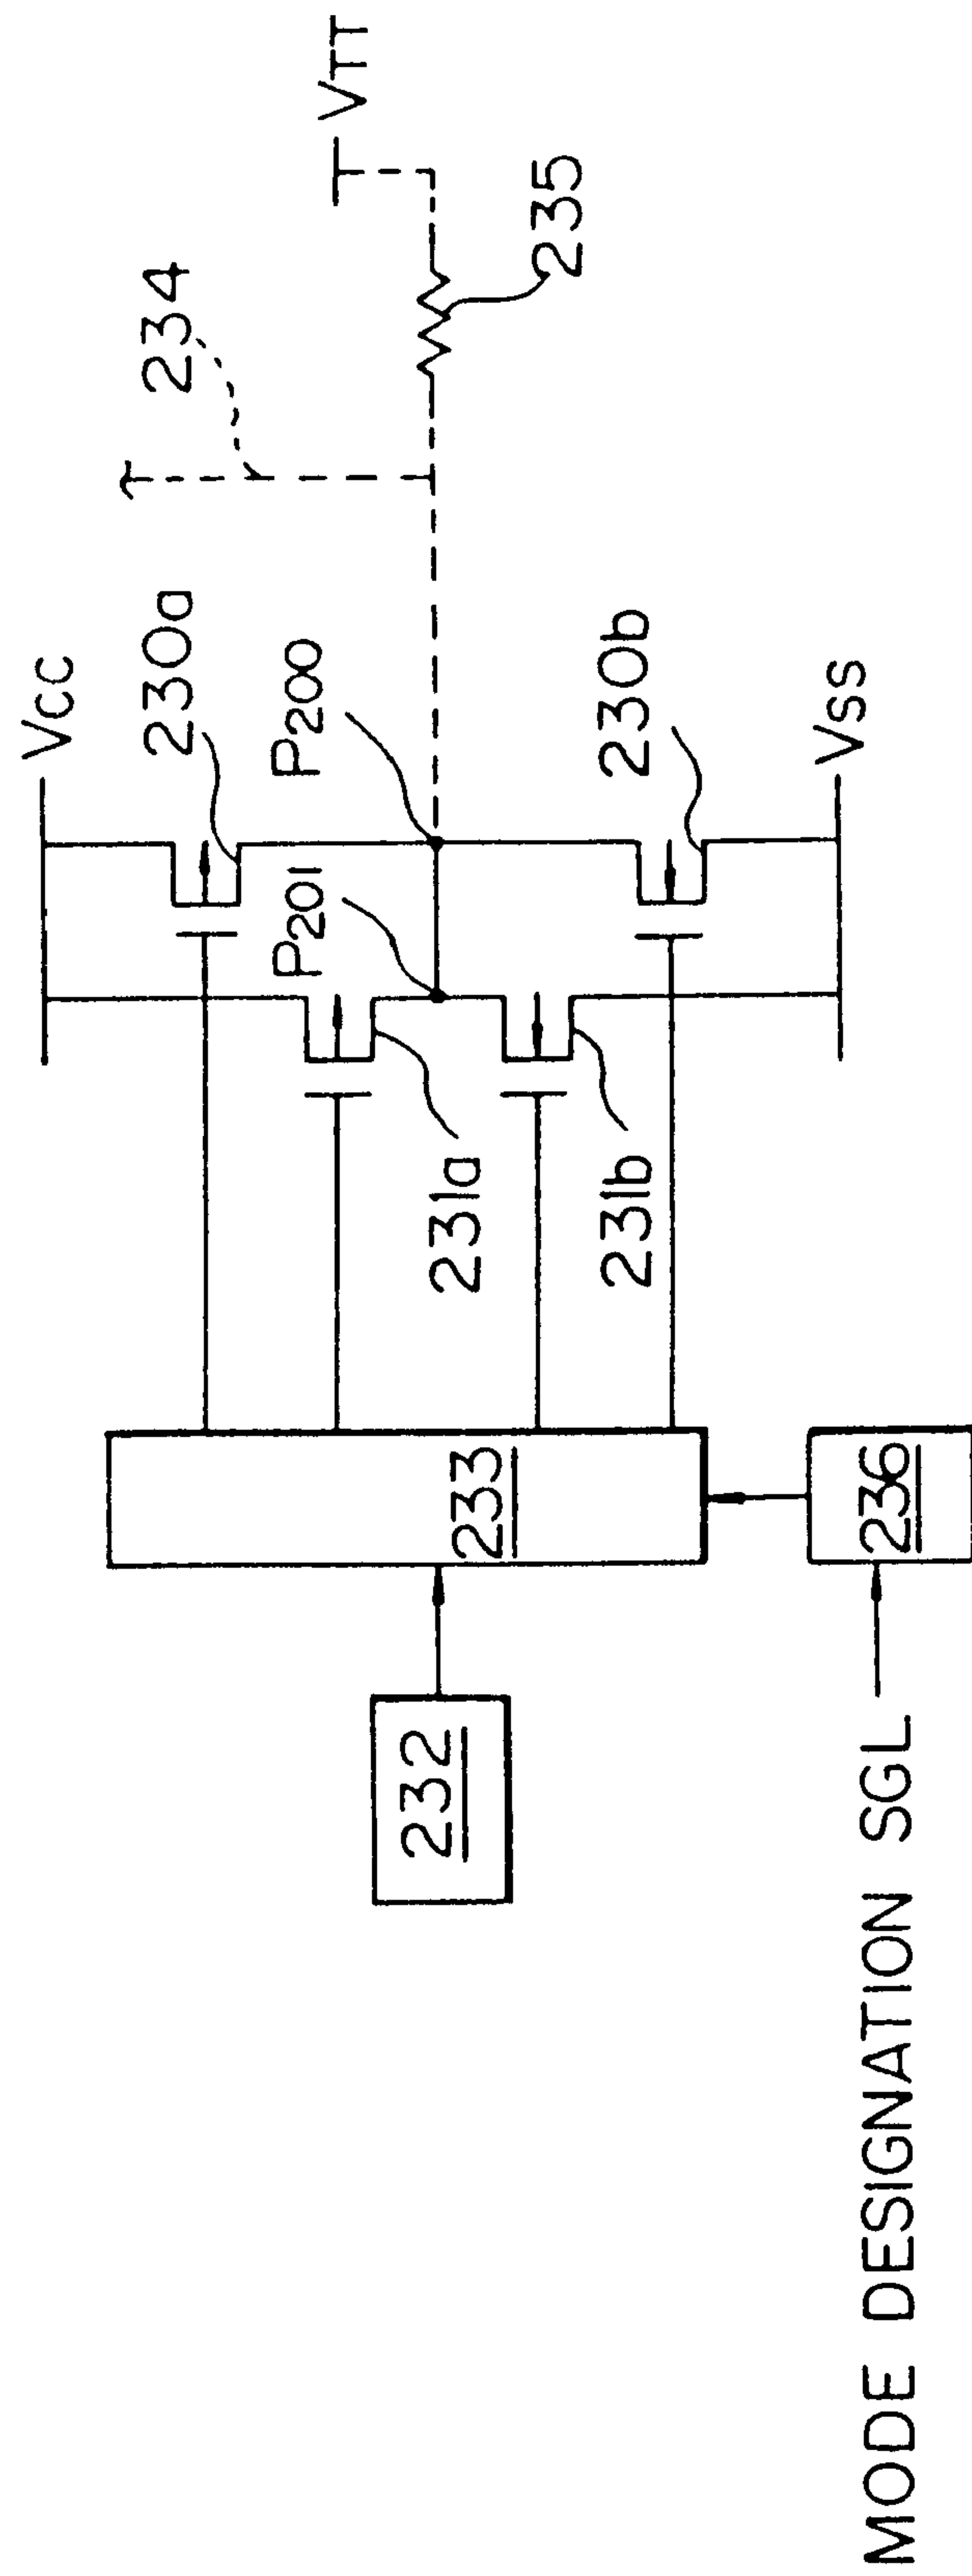 VCC
230a
234
VTT
P200
P201
235
231a
231b
230b
VSS
232
233
236
MODE DESIGNATION SGL